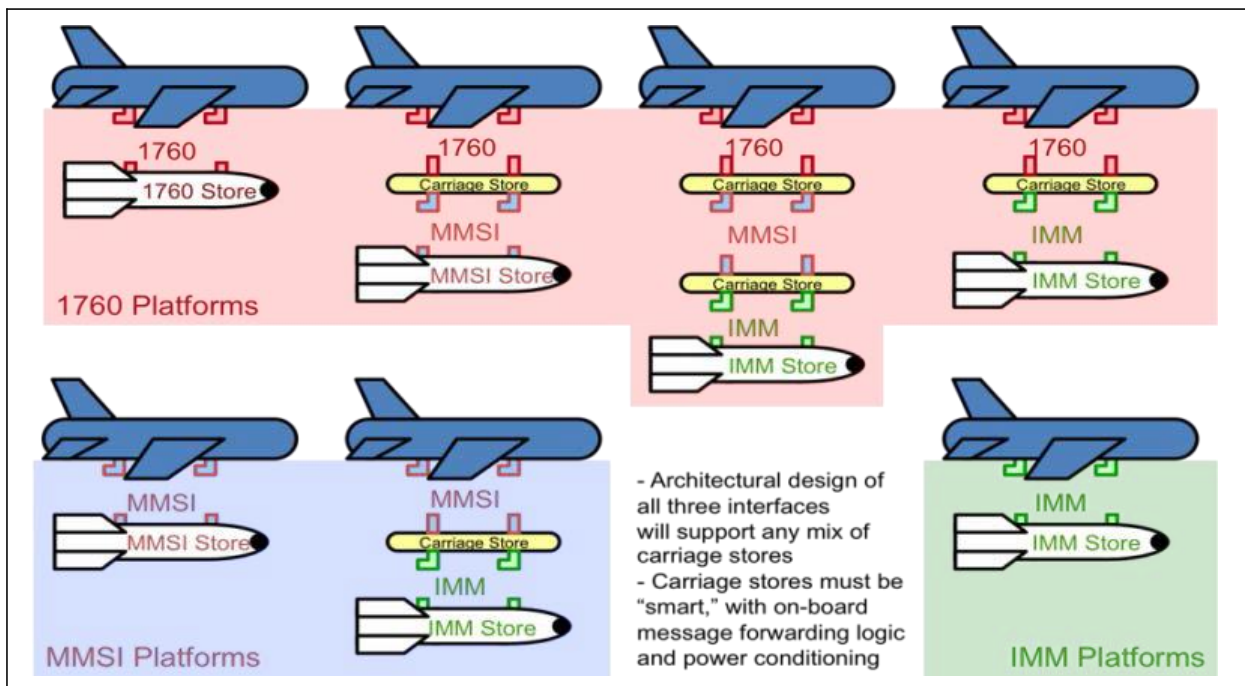 1760
1760 Store
1760 Platforms
1760
Carriage Store
MMSI
MMSI Store
1760
Carriage Store
MMSI
Carriage Store
IMM
IMM Store
1760
Carriage Store
IMM
IMM Store
MMSI
MMSI Store
MMSI Platforms
MMSI
Carriage Store
IMM
IMM Store
- Architectural design of
all three interfaces
will support any mix of
carriage stores
- Carriage stores must be
“smart,” with on-board
message forwarding logic
and power conditioning
IMM
IMM Store
IMM Platforms